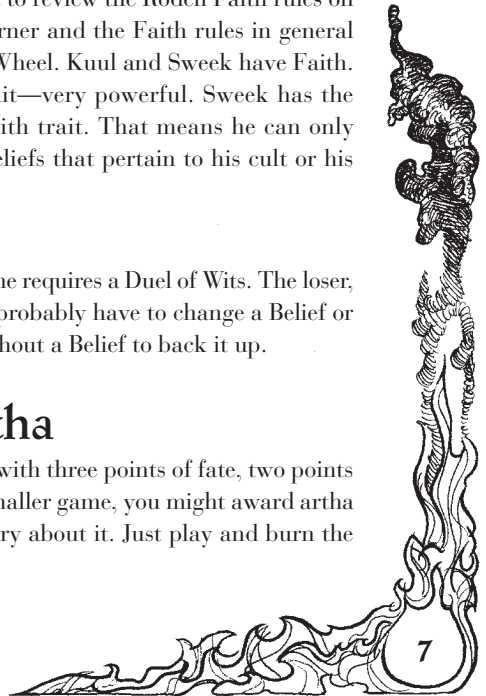 to review the Roden Faith rules on
rner and the Faith rules in general
Wheel. Kuul and Sweek have Faith.
it—very powerful. Sweek has the
ith trait. That means he can only
eliefs that pertain to his cult or his
ne requires a Duel of Wits. The loser,
probably have to change a Belief or
hout a Belief to back it up.
tha
with three points of fate, two points
maller game, you might award artha
ry about it. Just play and burn the
7